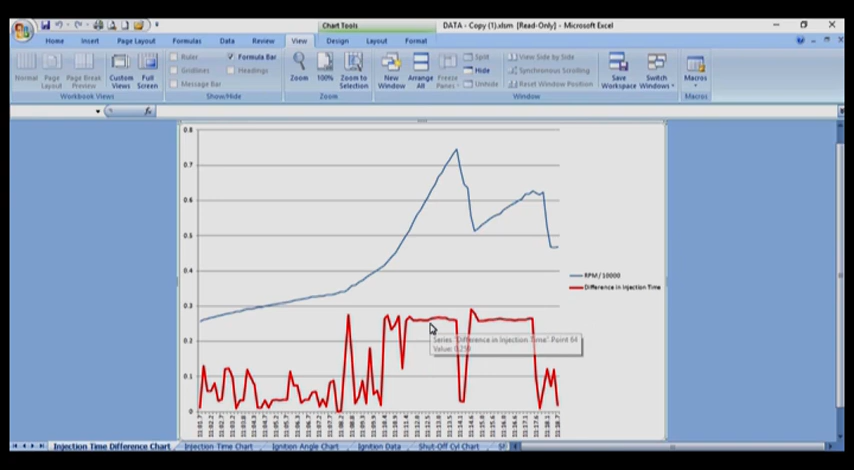 Chart Tools
DATA - Copy (1).xlsm [Read-Only] - Microsoft Excel
Home Insert Page Layout Formulas Data Review View Design Layout Format
Ruler Formula Bar
Gridlines Headings
Message Bar
Normal Page Layout Page Break Preview Custom Views Full Screen
Zoom 100% Zoom to Selection
New Window Arrange All Freeze Panes
Split
Hide
Unhide
View Side by Side
Synchronous Scrolling
Reset Window Position
Save Workspace Switch Windows
Macros
Workbook Views Show/Hide Zoom Window Macros
fx
0.8
0.7
0.6
0.5
0.4
0.3
0.2
0.1
0
RPM/10000
Difference in Injection Time
Series "Difference in Injection Time" Point 64
Value: 0.259
Injection Time Difference Chart Injection Time Chart Ignition Angle Chart Ignition Data Shut-Off Cyl Chart